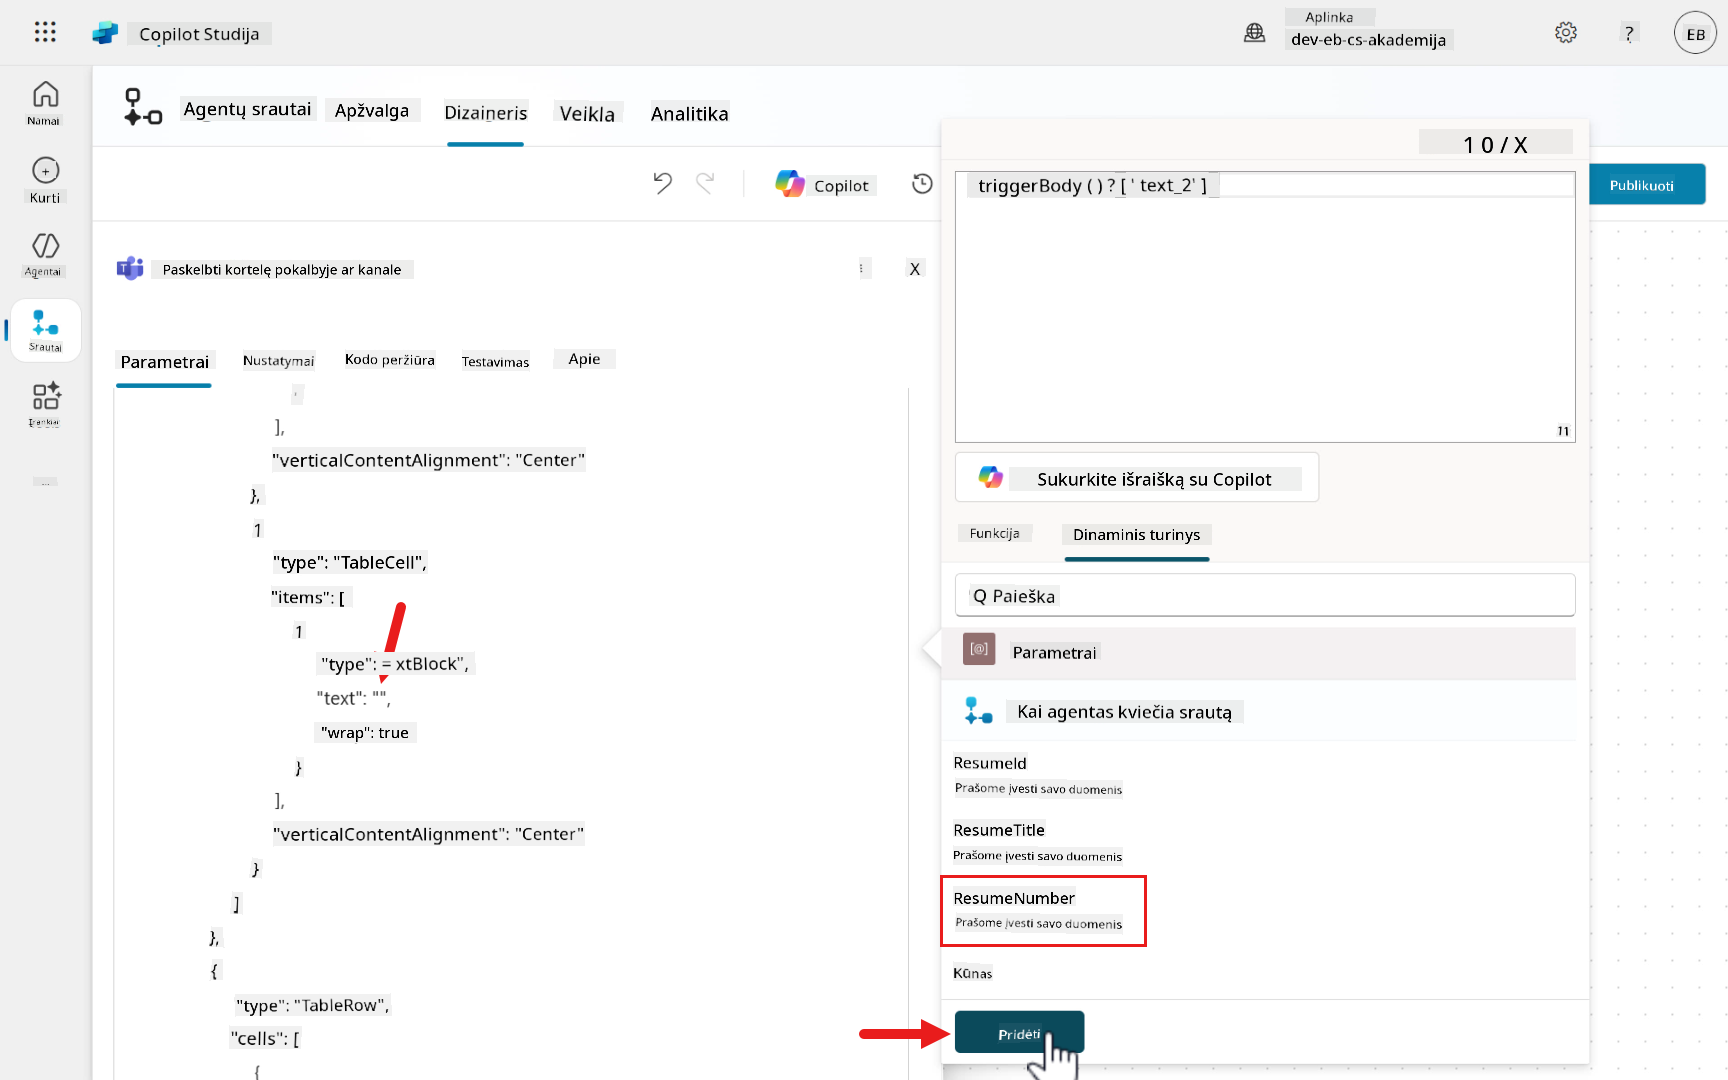 Copilot Studija
Aplinka
dev-eb-cs-akademija
?
EB
Namai
Kurti
Agentai
Srautai
Agentų srautai
Apžvalga
Dizaineris
Veikla
Analitika
Copilot
Publikuoti
Paskelbti kortelę pokalbyje ar kanale
X
Parametrai
Nustatymai
Kodo peržiūra
Testavimas
Apie
],
"verticalContentAlignment": "Center"
},
1
"type": "TableCell",
"items": [
1
"type": = xtBlock",
"text": "",
"wrap": true
}
],
"verticalContentAlignment": "Center"
}
]
},
{
"type": "TableRow",
"cells": [
{
1 0 / X
triggerBody ( ) ? [ ' text_2' ]
11
Sukurkite išraišką su Copilot
Funkcija
Dinaminis turinys
Q Paieška
[@]
Parametrai
Kai agentas kviečia srautą
ResumeId
Prašome įvesti savo duomenis
ResumeTitle
Prašome įvesti savo duomenis
ResumeNumber
Prašome įvesti savo duomenis
Kūnas
Pridėti